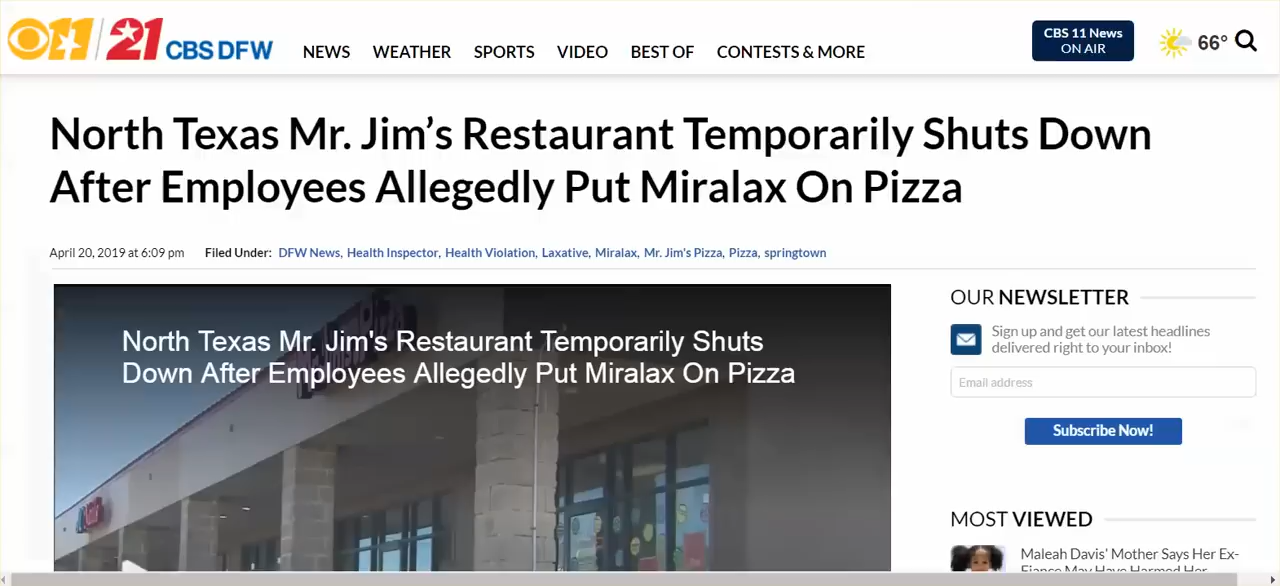 11 21 CBS DFW
NEWS WEATHER SPORTS VIDEO BEST OF CONTESTS & MORE
CBS 11 News
ON AIR
66°
North Texas Mr. Jim’s Restaurant Temporarily Shuts Down
After Employees Allegedly Put Miralax On Pizza
April 20, 2019 at 6:09 pm Filed Under: DFW News, Health Inspector, Health Violation, Laxative, Miralax, Mr. Jim's Pizza, Pizza, springtown
North Texas Mr. Jim's Restaurant Temporarily Shuts
Down After Employees Allegedly Put Miralax On Pizza
OUR NEWSLETTER
Sign up and get our latest headlines
delivered right to your inbox!
Email address
Subscribe Now!
MOST VIEWED
Maleah Davis' Mother Says Her Ex-
Fiance May Have Harmed Her